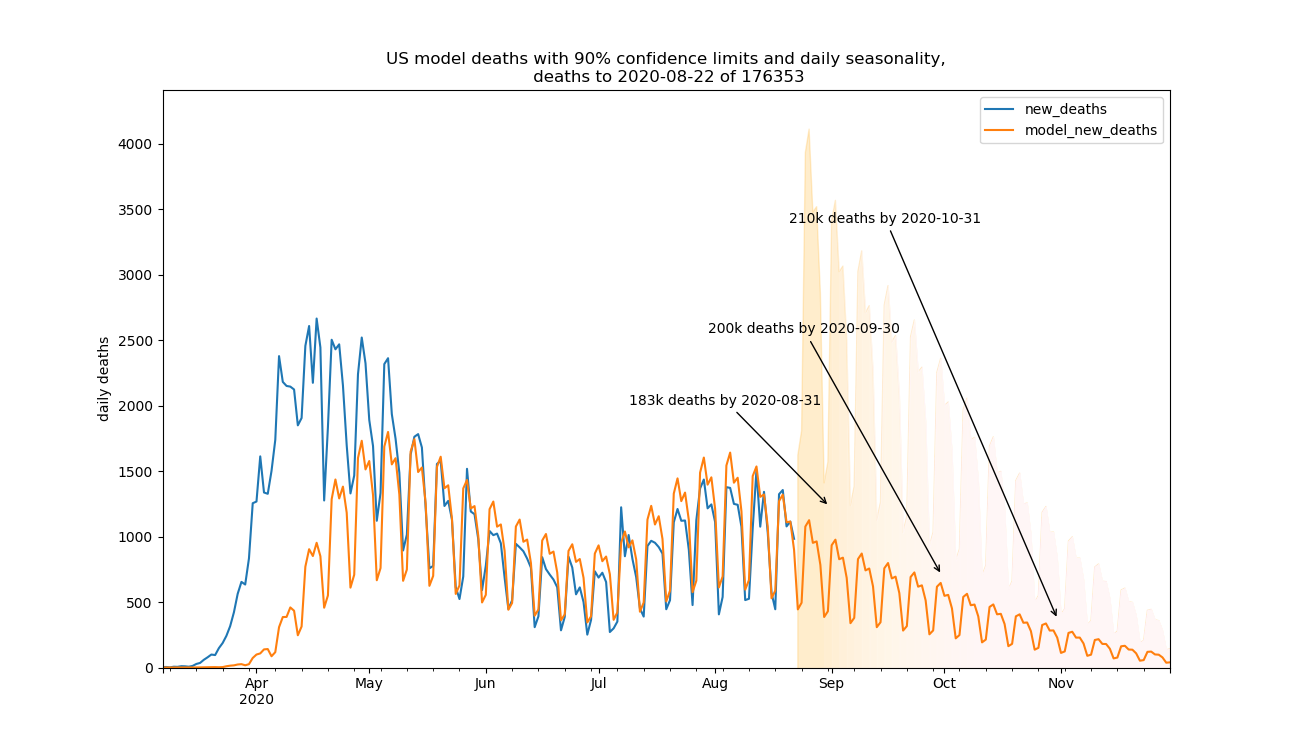 US model deaths with 90% confidence limits and daily seasonality,
deaths to 2020-08-22 of 176353
new_deaths
model_new_deaths
4000
3500
3000
2500
2000
1500
1000
500
0
daily deaths
210k deaths by 2020-10-31
200k deaths by 2020-09-30
183k deaths by 2020-08-31
Apr
2020
May
Jun
Jul
Aug
Sep
Oct
Nov